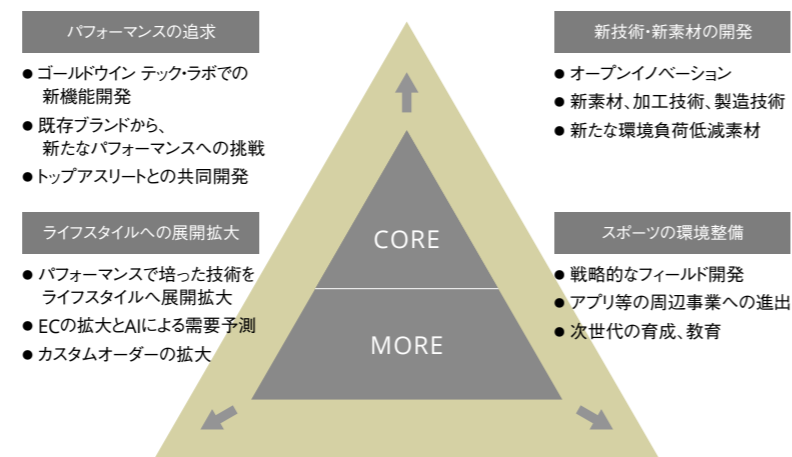 パフォーマンスの追求
● ゴールドウイン テック・ラボでの
新機能開発
● 既存ブランドから、
新たなパフォーマンスへの挑戦
● トップアスリートとの共同開発
ライフスタイルへの展開拡大
● パフォーマンスで培った技術を
ライフスタイルへ展開拡大
● ECの拡大とAIによる需要予測
● カスタムオーダーの拡大
CORE
MORE
新技術・新素材の開発
● オープンイノベーション
● 新素材、加工技術、製造技術
● 新たな環境負荷低減素材
スポーツの環境整備
● 戦略的なフィールド開発
● アプリ等の周辺事業への進出
● 次世代の育成、教育